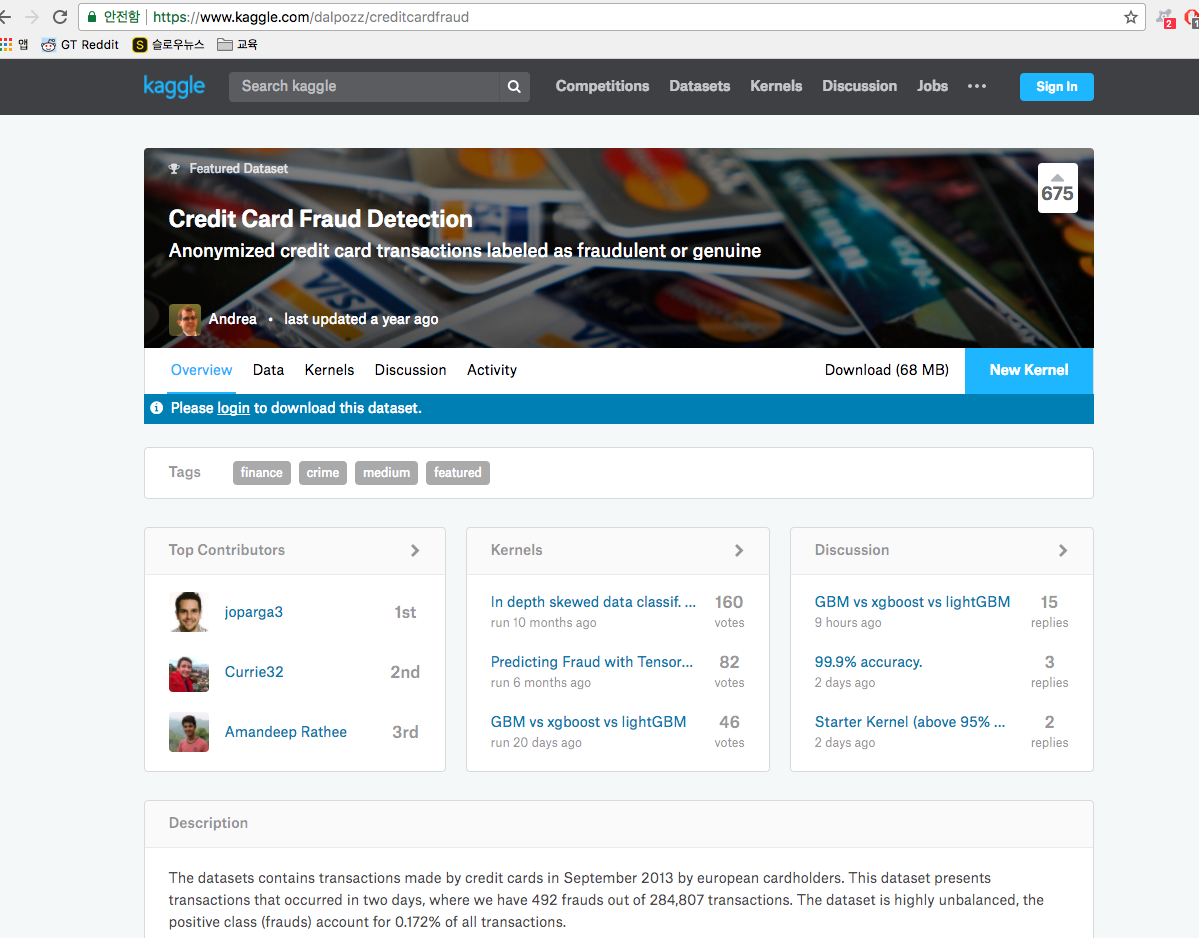 안전함 https://www.kaggle.com/dalpozz/creditcardfraud
2
1
앱 GT Reddit S 슬로우뉴스 교육
kaggle Search kaggle Competitions Datasets Kernels Discussion Jobs ••• Sign In
Featured Dataset
675
Credit Card Fraud Detection
Anonymized credit card transactions labeled as fraudulent or genuine
VISA
Andrea • last updated a year ago
Overview Data Kernels Discussion Activity Download (68 MB) New Kernel
Please login to download this dataset.
Tags finance crime medium featured
Top Contributors
joparga3 1st
Currie32 2nd
Amandeep Rathee 3rd
Kernels
In depth skewed data classif. ... 160
run 10 months ago votes
Predicting Fraud with Tensor... 82
run 6 months ago votes
GBM vs xgboost vs lightGBM 46
run 20 days ago votes
Discussion
GBM vs xgboost vs lightGBM 15
9 hours ago replies
99.9% accuracy. 3
2 days ago replies
Starter Kernel (above 95% ... 2
2 days ago replies
Description
The datasets contains transactions made by credit cards in September 2013 by european cardholders. This dataset presents
transactions that occurred in two days, where we have 492 frauds out of 284,807 transactions. The dataset is highly unbalanced, the
positive class (frauds) account for 0.172% of all transactions.